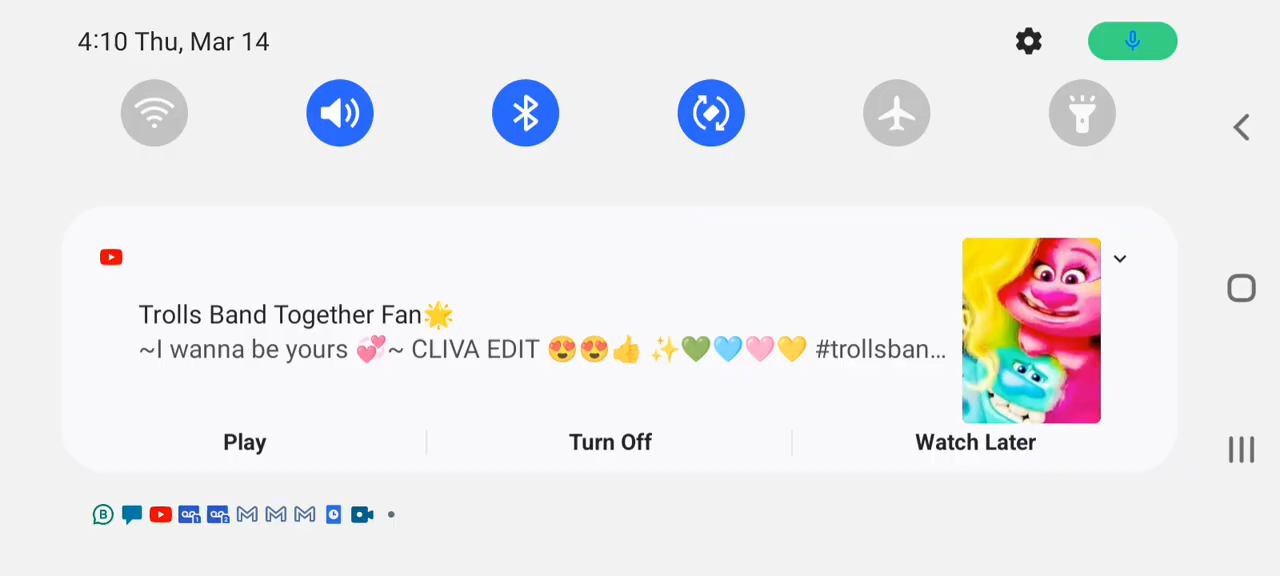 4:10 Thu, Mar 14
Trolls Band Together Fan🌟
~I wanna be yours 💞~ CLIVA EDIT 😍😍👍 ✨💚🩵🩷💛 #trollsban...
Play Turn Off Watch Later